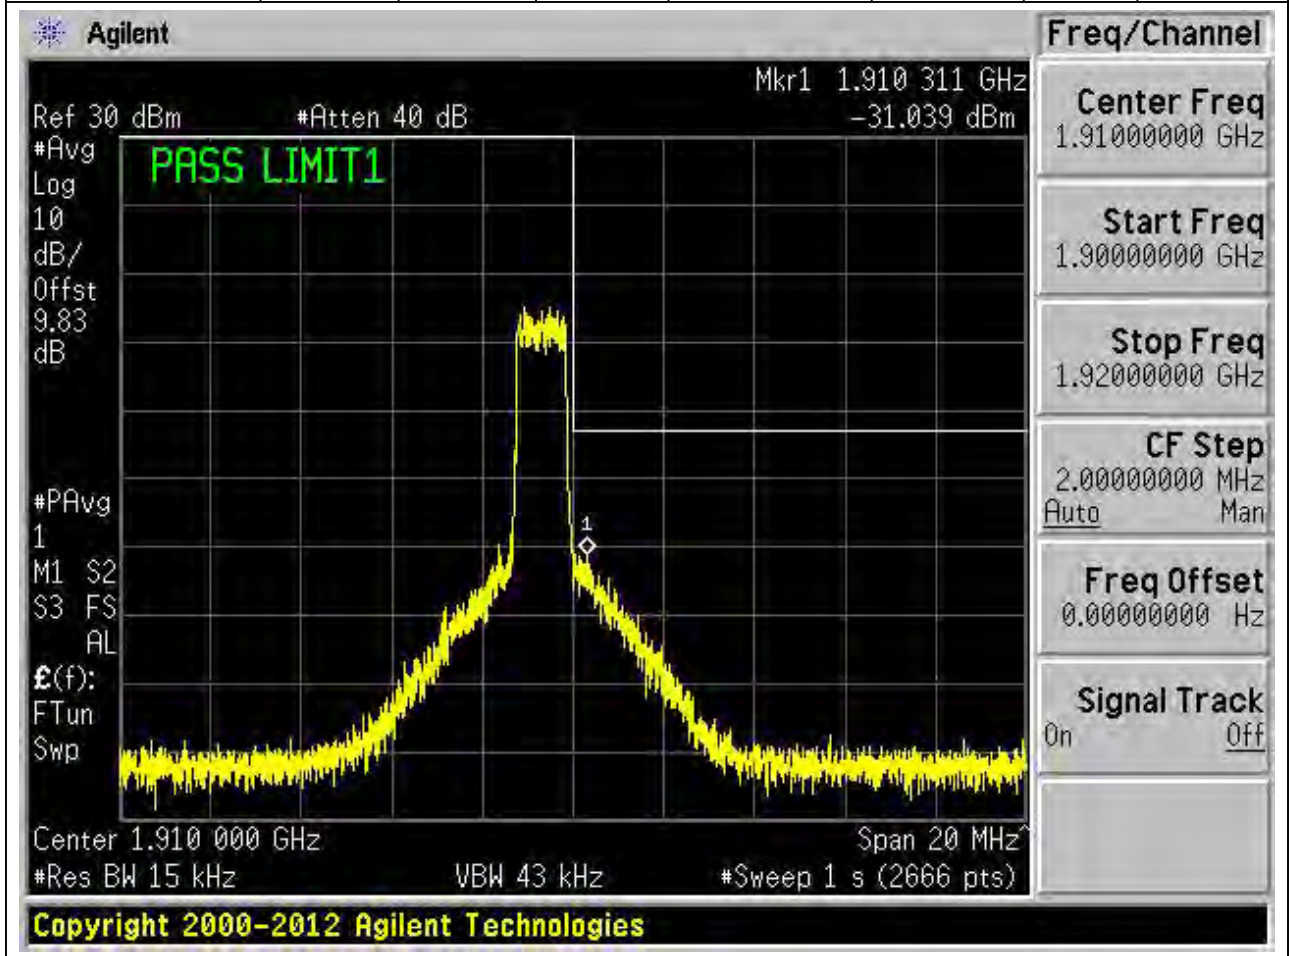 Agilent
Freq/Channel
Mkr1 1.910 311 GHz
Ref 30 dBm #Atten 40 dB -31.039 dBm
#Avg
Log
10
dB/
Offst
9.83
dB
PASS LIMIT1
#PAvg
1
M1 S2
S3 FS
AL
£(f):
FTun
Swp
1
Center 1.910 000 GHz Span 20 MHz^
#Res BW 15 kHz VBW 43 kHz #Sweep 1 s (2666 pts)
Center Freq
1.91000000 GHz
Start Freq
1.90000000 GHz
Stop Freq
1.92000000 GHz
CF Step
2.00000000 MHz
Auto Man
Freq Offset
0.00000000 Hz
Signal Track
On Off
Copyright 2000-2012 Agilent Technologies